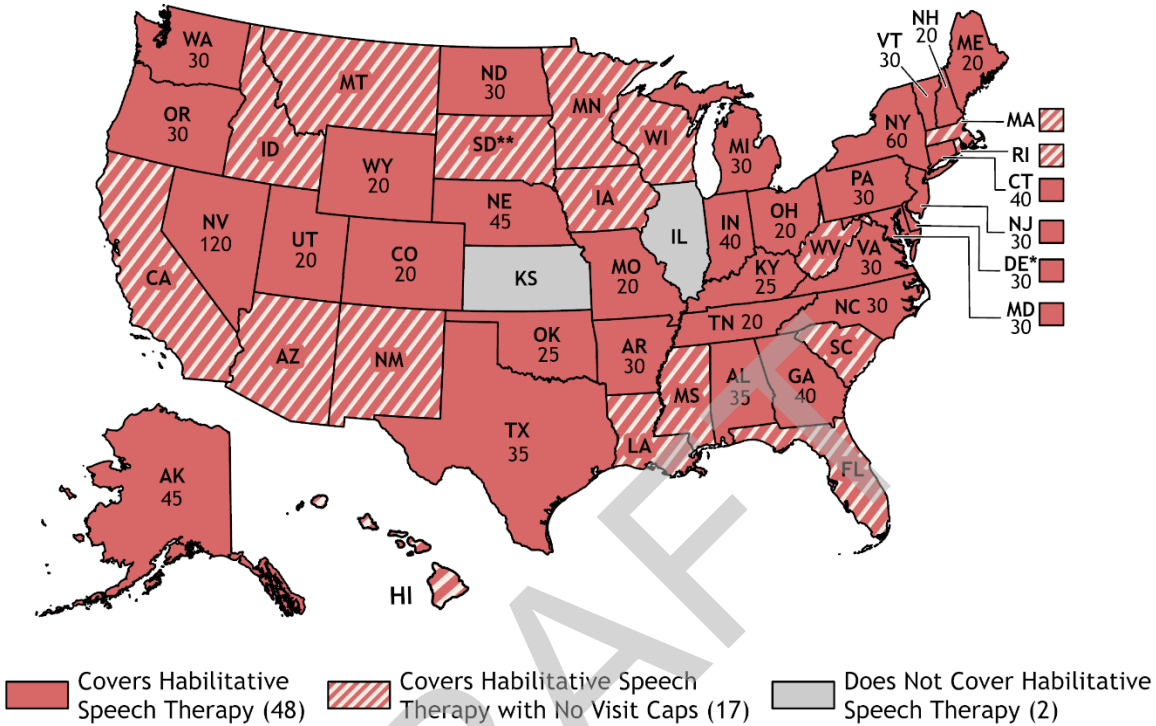 WA
30
OR
30
CA
NV
120
ID
MT
WY
20
UT
20
CO
20
AZ
NM
ND
30
SD**
NE
45
KS
OK
25
TX
35
MN
IA
MO
20
AR
30
LA
WI
IL
MI
30
IN
40
OH
20
KY
25
TN 20
MS
AL
35
GA
40
FL
SC
NC 30
VA
30
WV
PA
30
NY
60
VT
30
NH
20
ME
20
MA
RI
CT
40
NJ
30
DE*
30
MD
30
AK
45
HI
DRAFT
Covers Habilitative
Speech Therapy (48)
Covers Habilitative Speech
Therapy with No Visit Caps (17)
Does Not Cover Habilitative
Speech Therapy (2)